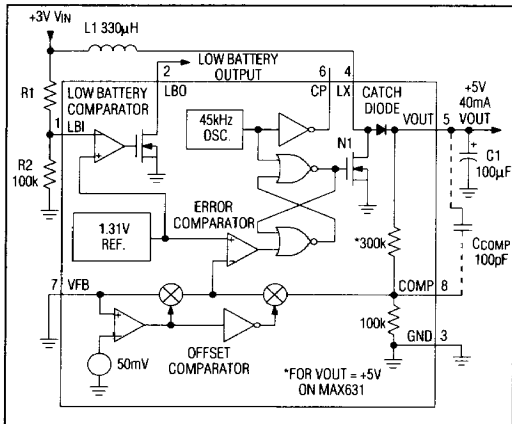 +3V VIN
L1 330µH
LOW BATTERY
OUTPUT
2
LBO
6
CP
4
LX
CATCH
DIODE
VOUT
5
+5V
40mA
VOUT
R1
LOW BATTERY
COMPARATOR
1 LBI
45kHz
OSC.
N1
+
C1
100µF
R2
100k
1.31V
REF.
ERROR
COMPARATOR
+
-
*300k
CCOMP
100pF
7 VFB
COMP 8
100k
GND 3
50mV
OFFSET
COMPARATOR
*FOR VOUT = +5V
ON MAX631